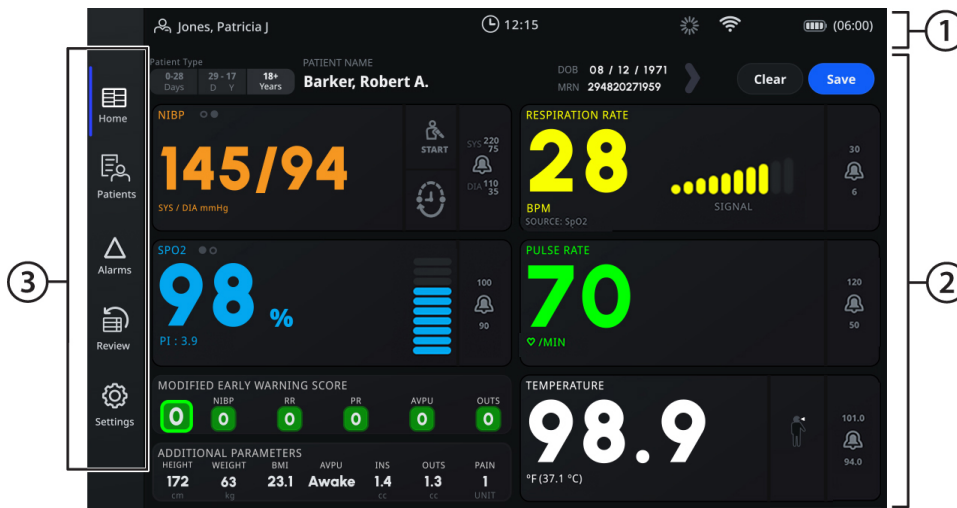 Jones, Patricia J
12:15
(06:00)
1
Patient Type
0-28 Days
29-17 D Y
18+ Years
PATIENT NAME
Barker, Robert A.
DOB 08 / 12 / 1971
MRN 294820271959
Clear
Save
2
3
Home
Patients
Alarms
Review
Settings
NIBP
145/94
SYS / DIA mmHg
START
SYS 220 75
DIA 110 35
RESPIRATION RATE
28
BPM
SOURCE: SpO2
SIGNAL
30
6
SPO2
98 %
PI : 3.9
100
90
PULSE RATE
70
/MIN
120
50
MODIFIED EARLY WARNING SCORE
NIBP RR PR AVPU OUTS
0 0 0 0 0 0
ADDITIONAL PARAMETERS
HEIGHT WEIGHT BMI AVPU INS OUTS PAIN
172 63 23.1 Awake 1.4 1.3 1
cm kg cc cc UNIT
TEMPERATURE
98.9
°F (37.1 °C)
101.0
94.0